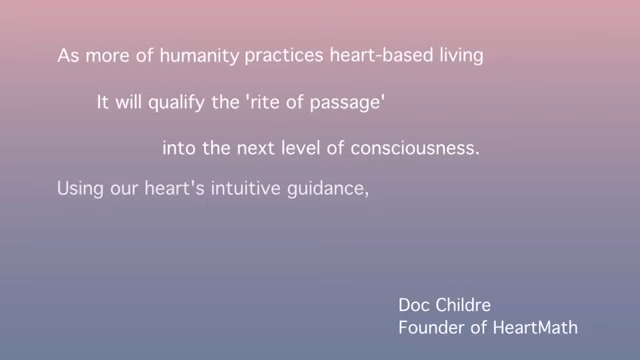 As more of humanity practices heart-based living
It will qualify the 'rite of passage'
into the next level of consciousness.
Using our heart's intuitive guidance,
Doc Childre
Founder of HeartMath